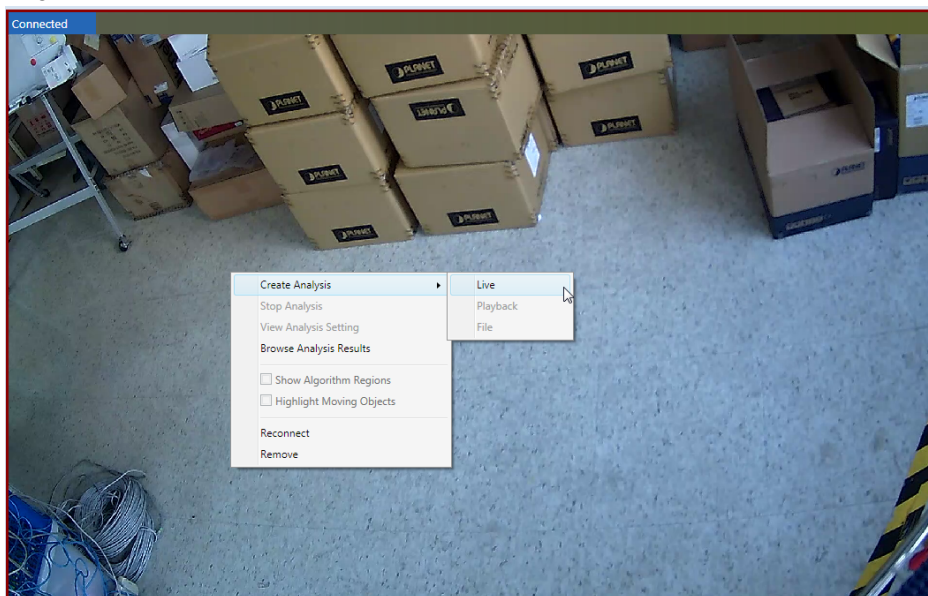 Connected
PLANET
PLANET
PLANET
PLANET
PLANET
PLANET
PLANET
PLANET
PLANET
Create Analysis
Live
Stop Analysis
Playback
View Analysis Setting
File
Browse Analysis Results
Show Algorithm Regions
Highlight Moving Objects
Reconnect
Remove